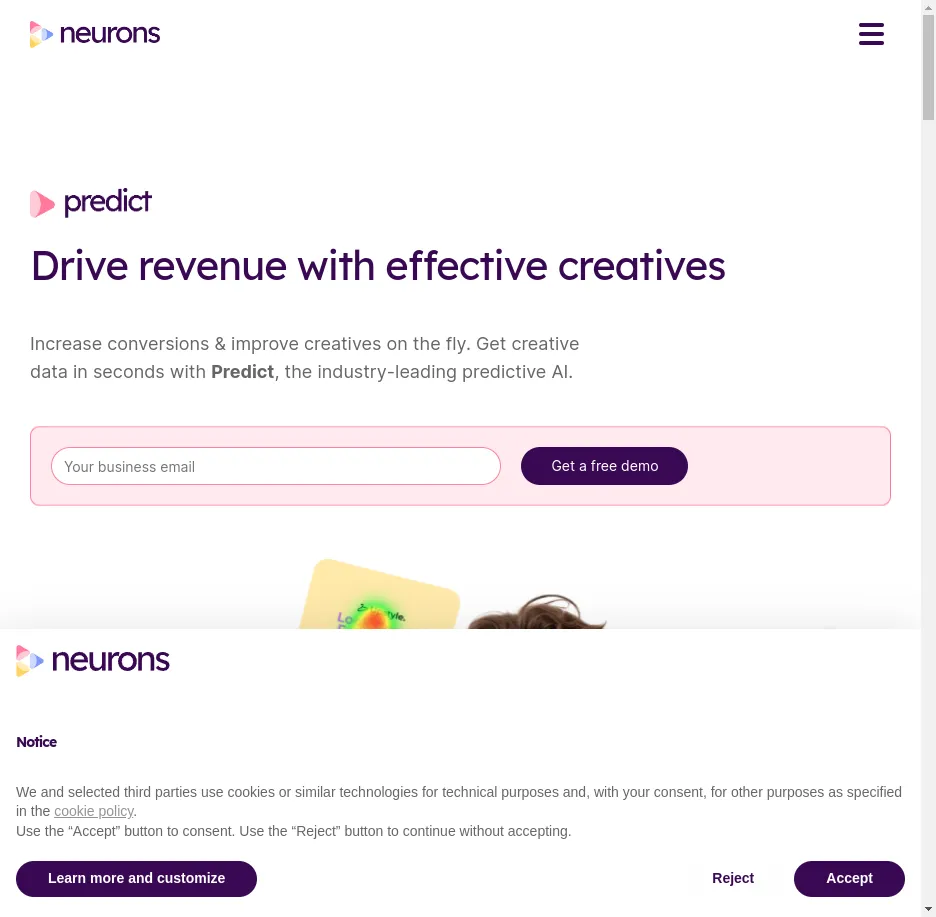 neurons
predict
Drive revenue with effective creatives
Increase conversions & improve creatives on the fly. Get creative
data in seconds with Predict, the industry-leading predictive AI.
Your business email
Get a free demo
neurons
Notice
We and selected third parties use cookies or similar technologies for technical purposes and, with your consent, for other purposes as specified
in the cookie policy.
Use the “Accept” button to consent. Use the “Reject” button to continue without accepting.
Learn more and customize
Reject
Accept